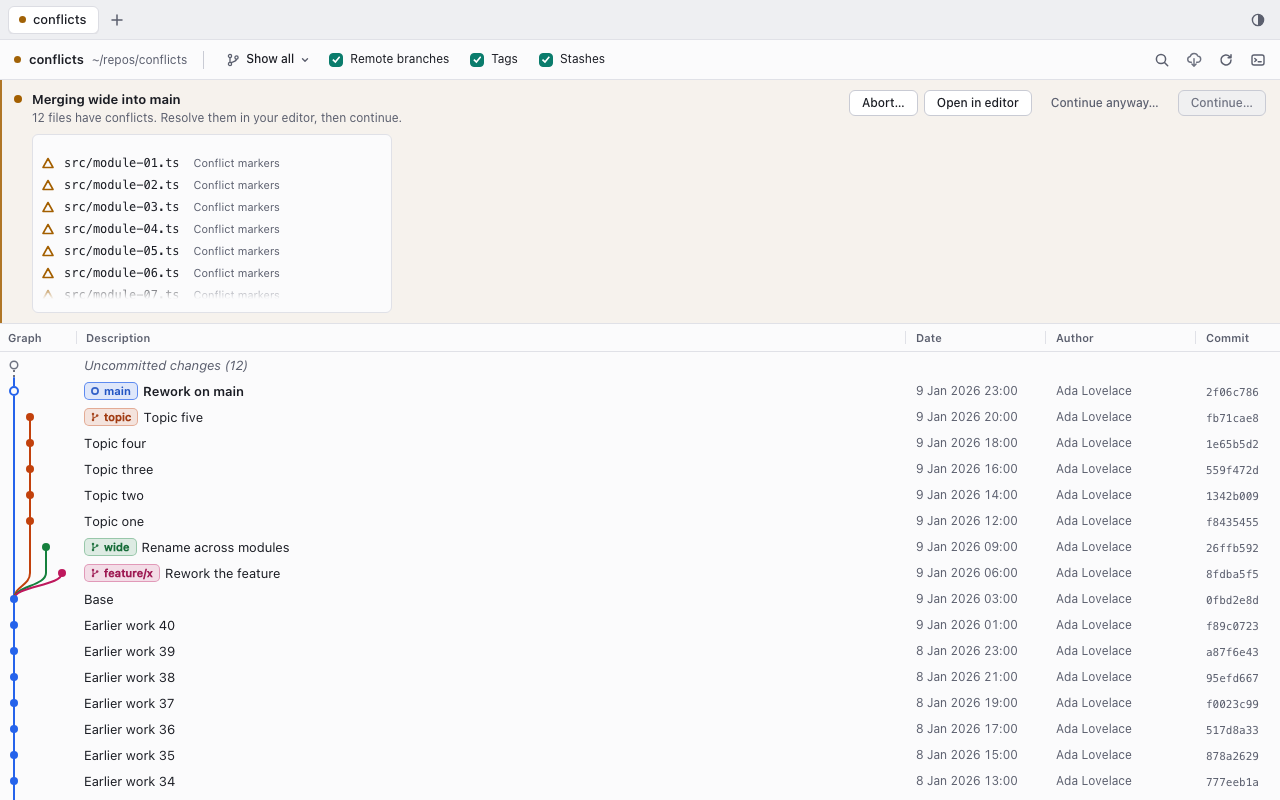 conflicts
conflicts ~/repos/conflicts Show all Remote branches Tags Stashes
Merging wide into main Abort... Open in editor Continue anyway... Continue...
12 files have conflicts. Resolve them in your editor, then continue.
src/module-01.ts Conflict markers
src/module-02.ts Conflict markers
src/module-03.ts Conflict markers
src/module-04.ts Conflict markers
src/module-05.ts Conflict markers
src/module-06.ts Conflict markers
src/module-07.ts Conflict markers
Graph Description Date Author Commit
Uncommitted changes (12)
main Rework on main 9 Jan 2026 23:00 Ada Lovelace 2f06c786
topic Topic five 9 Jan 2026 20:00 Ada Lovelace fb71cae8
Topic four 9 Jan 2026 18:00 Ada Lovelace 1e65b5d2
Topic three 9 Jan 2026 16:00 Ada Lovelace 559f472d
Topic two 9 Jan 2026 14:00 Ada Lovelace 1342b009
Topic one 9 Jan 2026 12:00 Ada Lovelace f8435455
wide Rename across modules 9 Jan 2026 09:00 Ada Lovelace 26ffb592
feature/x Rework the feature 9 Jan 2026 06:00 Ada Lovelace 8fdba5f5
Base 9 Jan 2026 03:00 Ada Lovelace 0fbd2e8d
Earlier work 40 9 Jan 2026 01:00 Ada Lovelace f89c0723
Earlier work 39 8 Jan 2026 23:00 Ada Lovelace a87f6e43
Earlier work 38 8 Jan 2026 21:00 Ada Lovelace 95efd667
Earlier work 37 8 Jan 2026 19:00 Ada Lovelace f0023c99
Earlier work 36 8 Jan 2026 17:00 Ada Lovelace 517d8a33
Earlier work 35 8 Jan 2026 15:00 Ada Lovelace 878a2629
Earlier work 34 8 Jan 2026 13:00 Ada Lovelace 777eeb1a